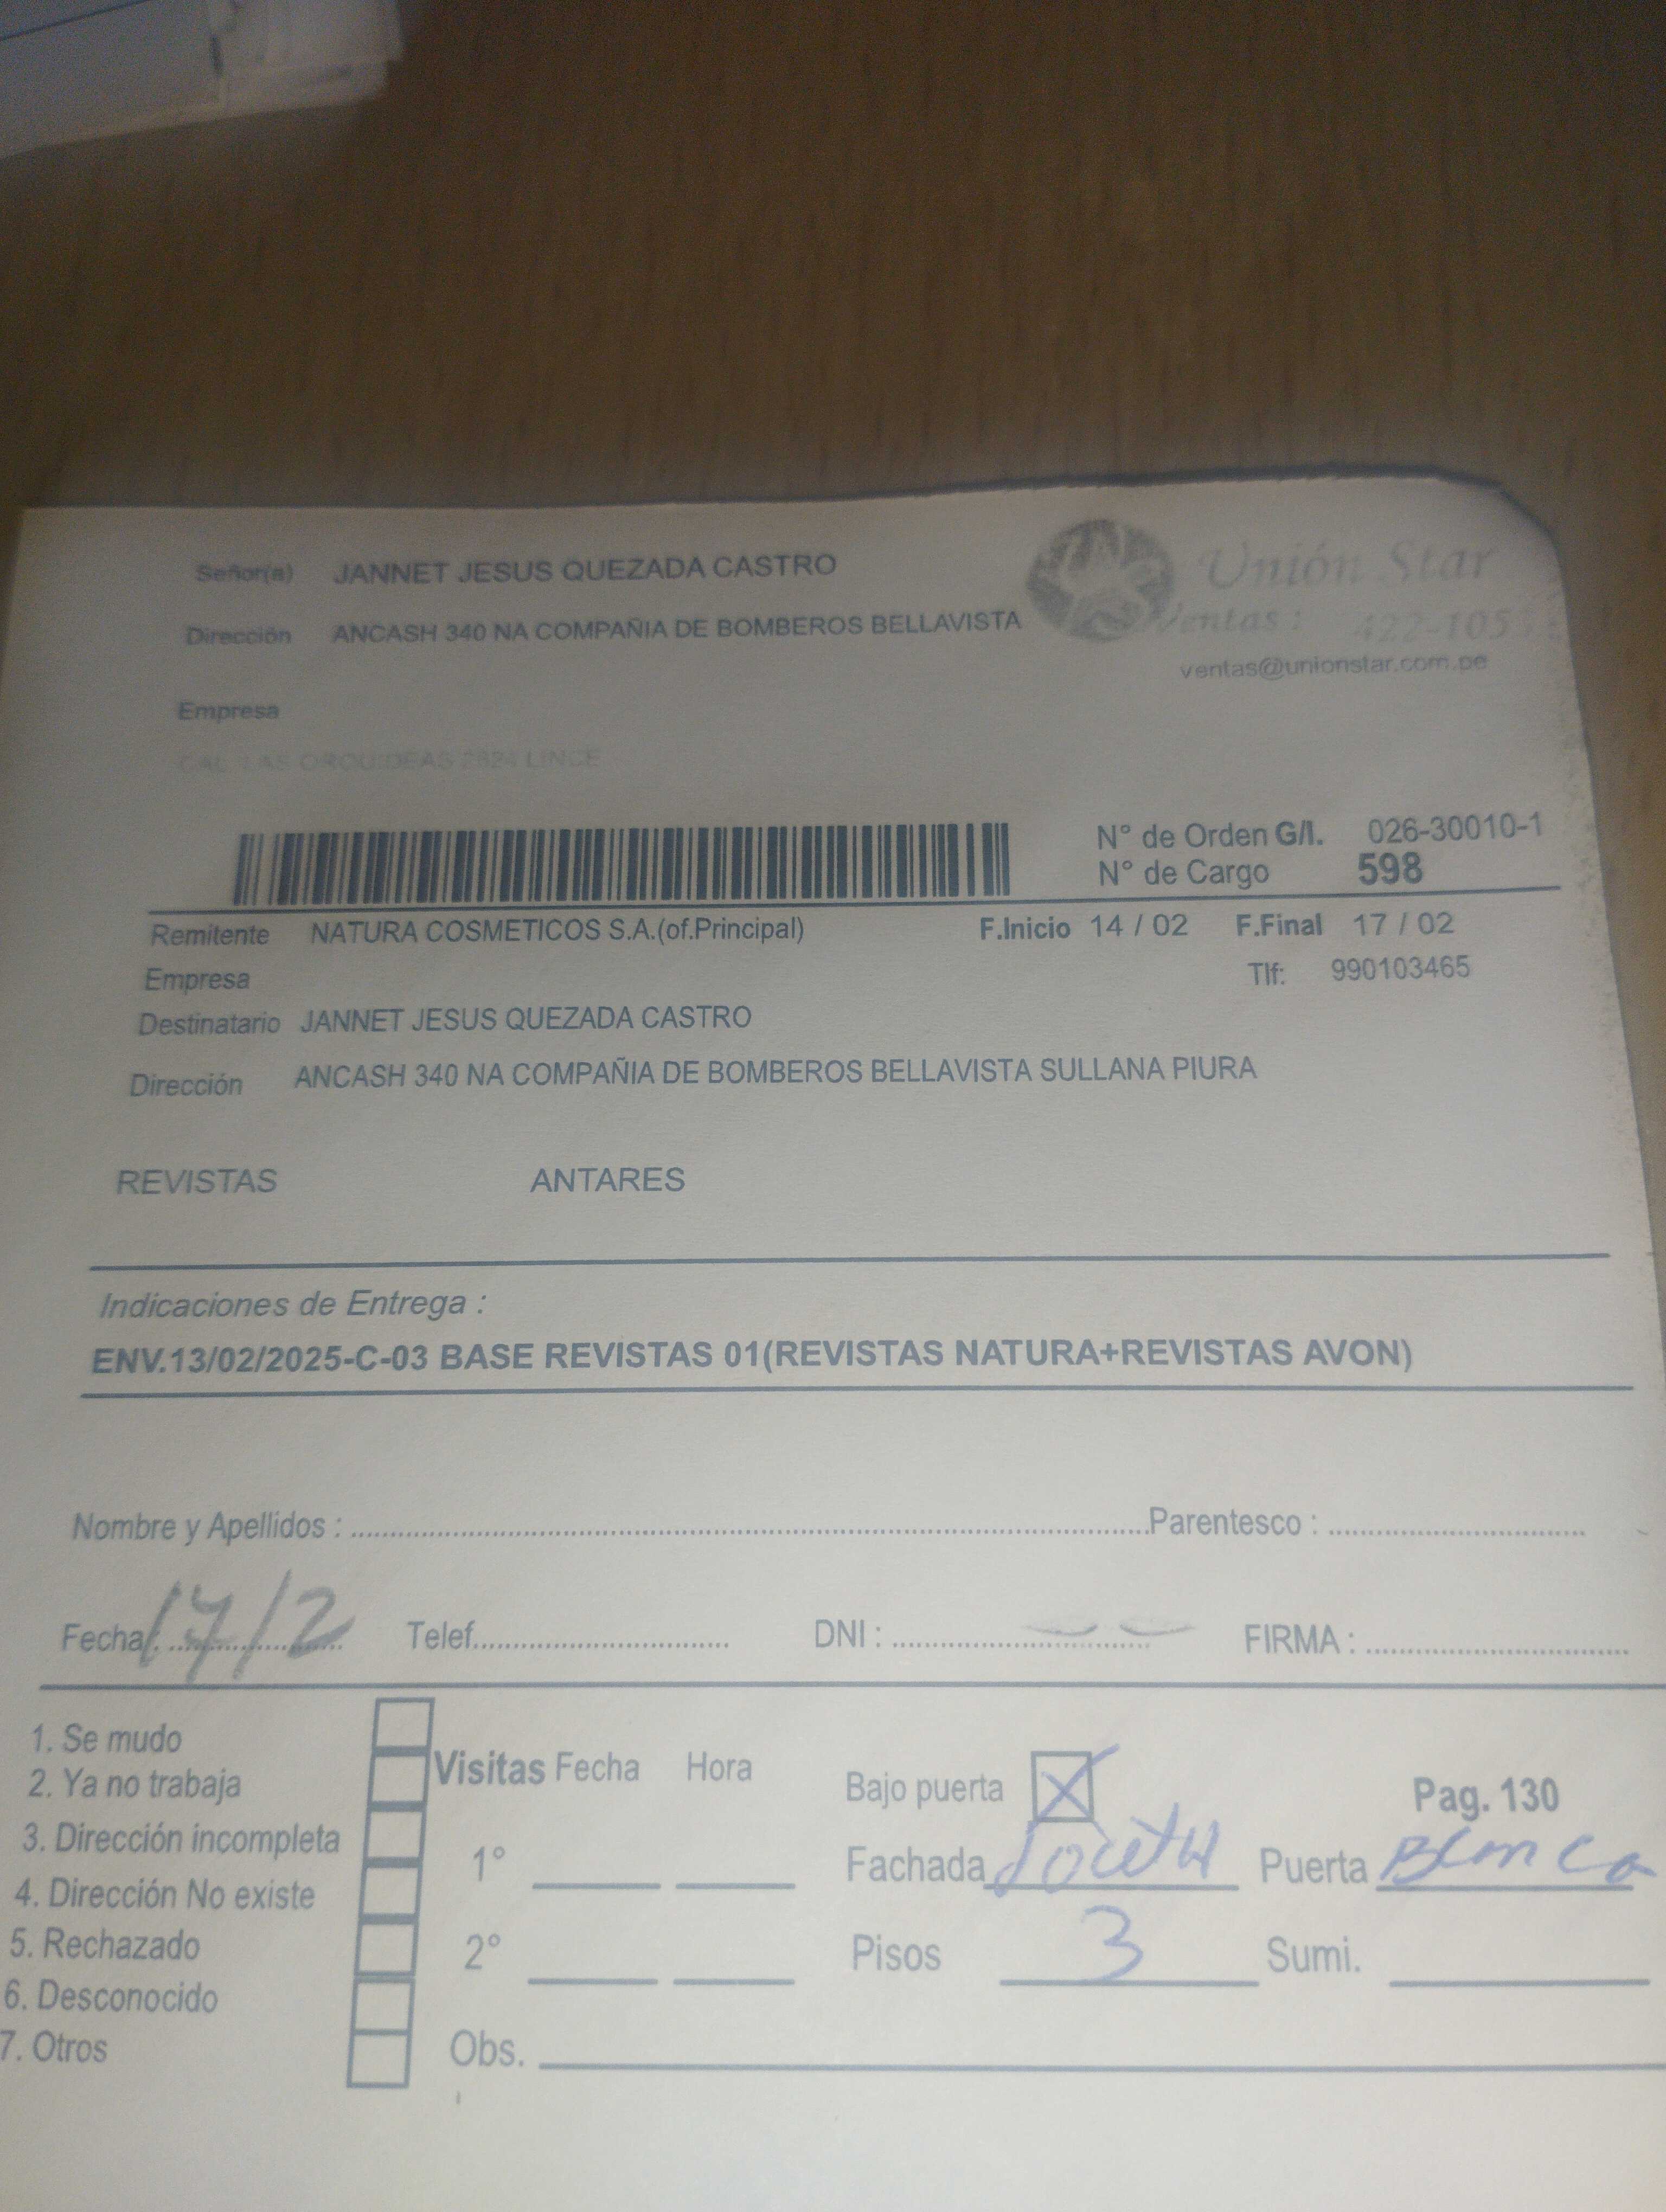 Señor(a) JANNET JESUS QUEZADA CASTRO
Unión Star
Dirección ANCASH 340 NA COMPAÑIA DE BOMBEROS BELLAVISTA
Ventas: 422-105
ventas@unionstar.com.pe
Empresa
CAL LAS ORQUIDEAS LINCE
N° de Orden G/I. 026-30010-1
N° de Cargo 598
Remitente NATURA COSMETICOS S.A.(of.Principal) F.Inicio 14 / 02 F.Final 17 / 02
Empresa Tlf: 990103465
Destinatario JANNET JESUS QUEZADA CASTRO
Dirección ANCASH 340 NA COMPAÑIA DE BOMBEROS BELLAVISTA SULLANA PIURA
REVISTAS ANTARES
Indicaciones de Entrega :
ENV.13/02/2025-C-03 BASE REVISTAS 01(REVISTAS NATURA+REVISTAS AVON)
Nombre y Apellidos : Parentesco :
Fecha: 17/2 Telef. DNI : FIRMA :
1. Se mudo
2. Ya no trabaja
3. Dirección incompleta
4. Dirección No existe
5. Rechazado
6. Desconocido
7. Otros
Visitas Fecha Hora
1°
2°
Obs.
Bajo puerta X Pag. 130
Fachada Puerta Blanca
Pisos 3 Sumi.